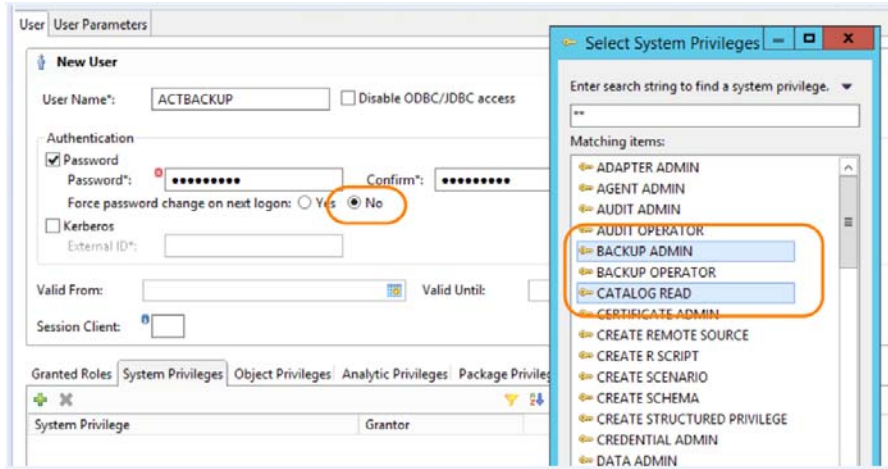 User User Parameters
New User
User Name*: ACTBACKUP Disable ODBC/JDBC access
Authentication
Password
Password*: ●●●●●●●●● Confirm*: ●●●●●●●●●
Force password change on next logon: Yes No
Kerberos
External ID*:
Valid From: Valid Until:
Session Client:
Granted Roles System Privileges Object Privileges Analytic Privileges Package Privileg
System Privilege Grantor
Select System Privileges
Enter search string to find a system privilege.
**
Matching items:
ADAPTER ADMIN
AGENT ADMIN
AUDIT ADMIN
AUDIT OPERATOR
BACKUP ADMIN
BACKUP OPERATOR
CATALOG READ
CERTIFICATE ADMIN
CREATE REMOTE SOURCE
CREATE R SCRIPT
CREATE SCENARIO
CREATE SCHEMA
CREATE STRUCTURED PRIVILEGE
CREDENTIAL ADMIN
DATA ADMIN